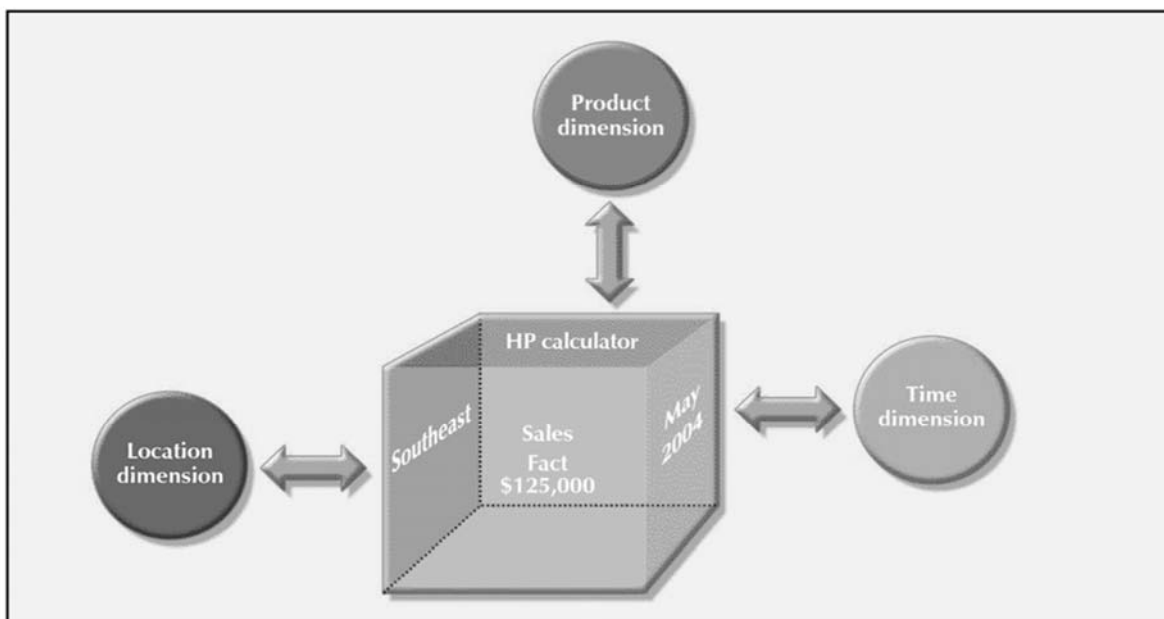 Product
dimension
HP calculator
Southeast
May
2004
Time
dimension
Sales
Fact
$125,000
Location
dimension